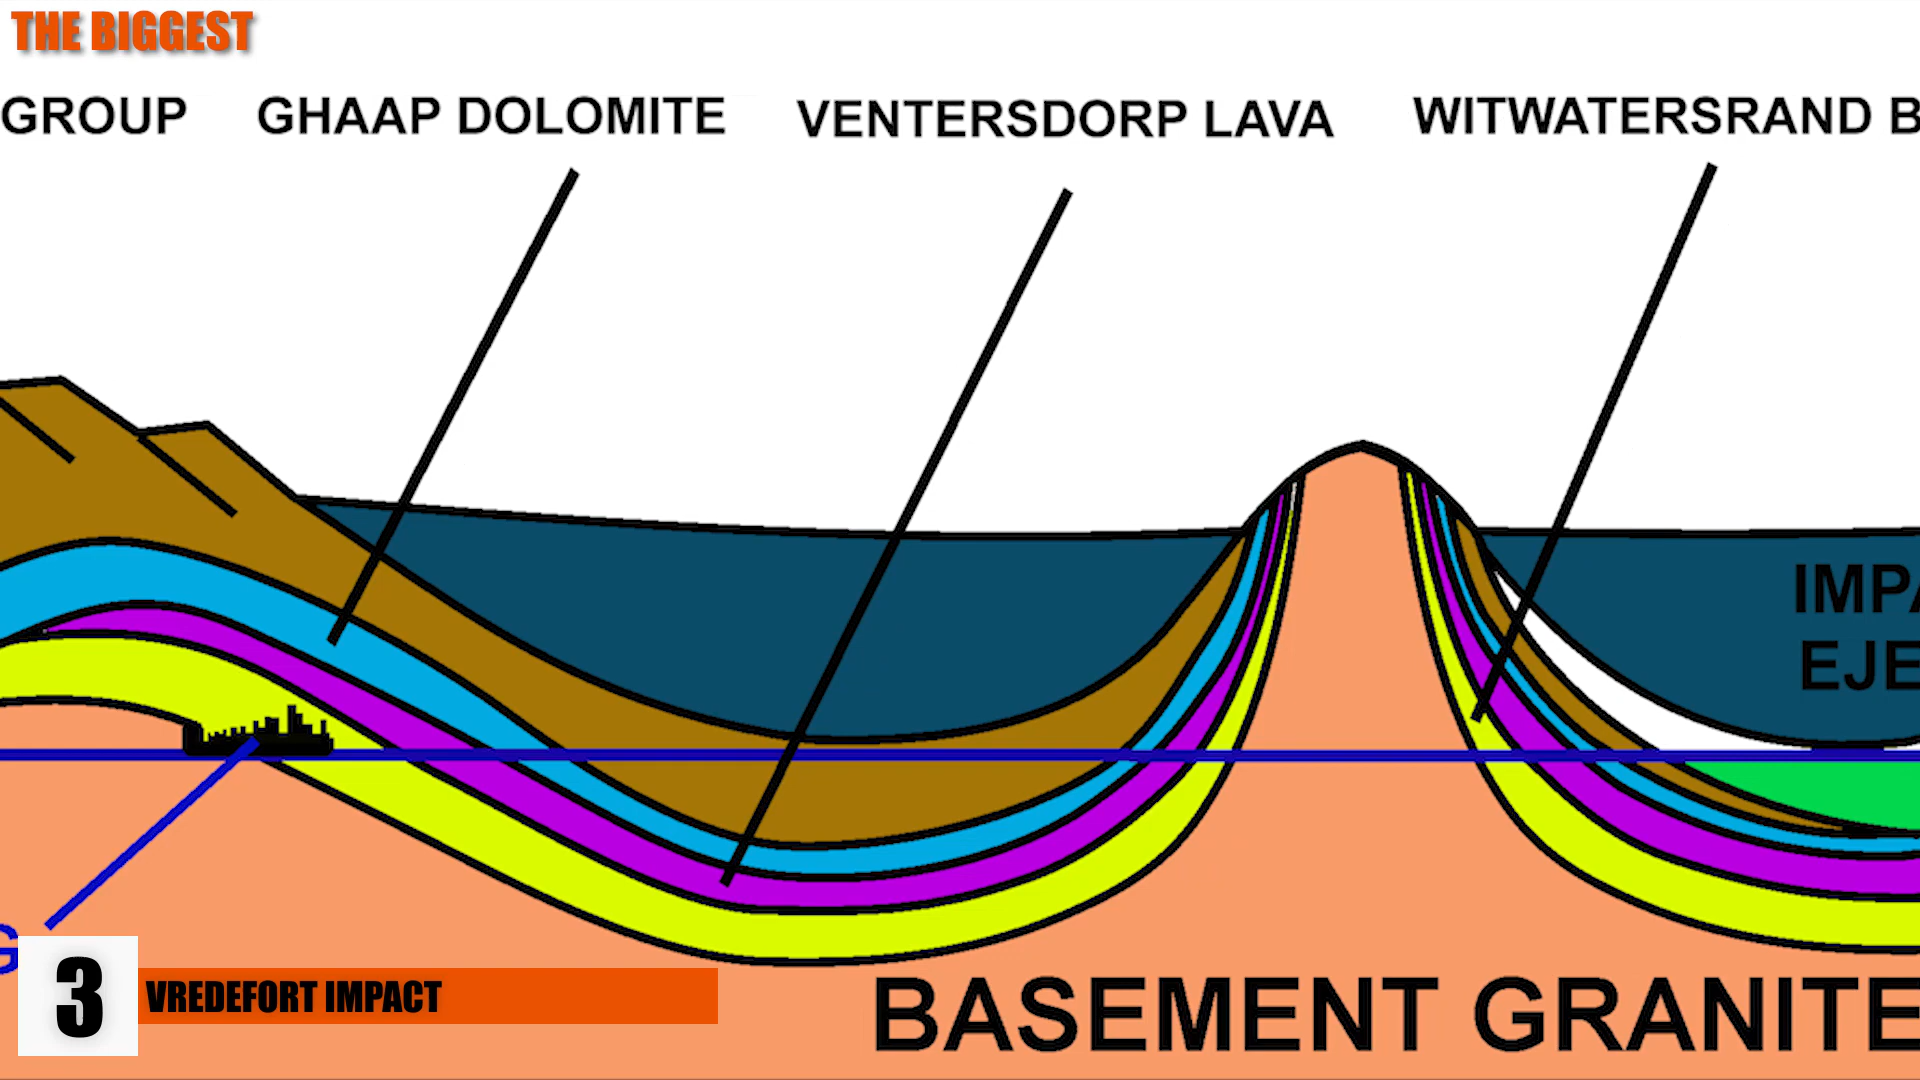 THE BIGGEST
GROUP GHAAP DOLOMITE VENTERSDORP LAVA WITWATERSRAND B
IMPA
EJE
G
3 VREDEFORT IMPACT
BASEMENT GRANITE